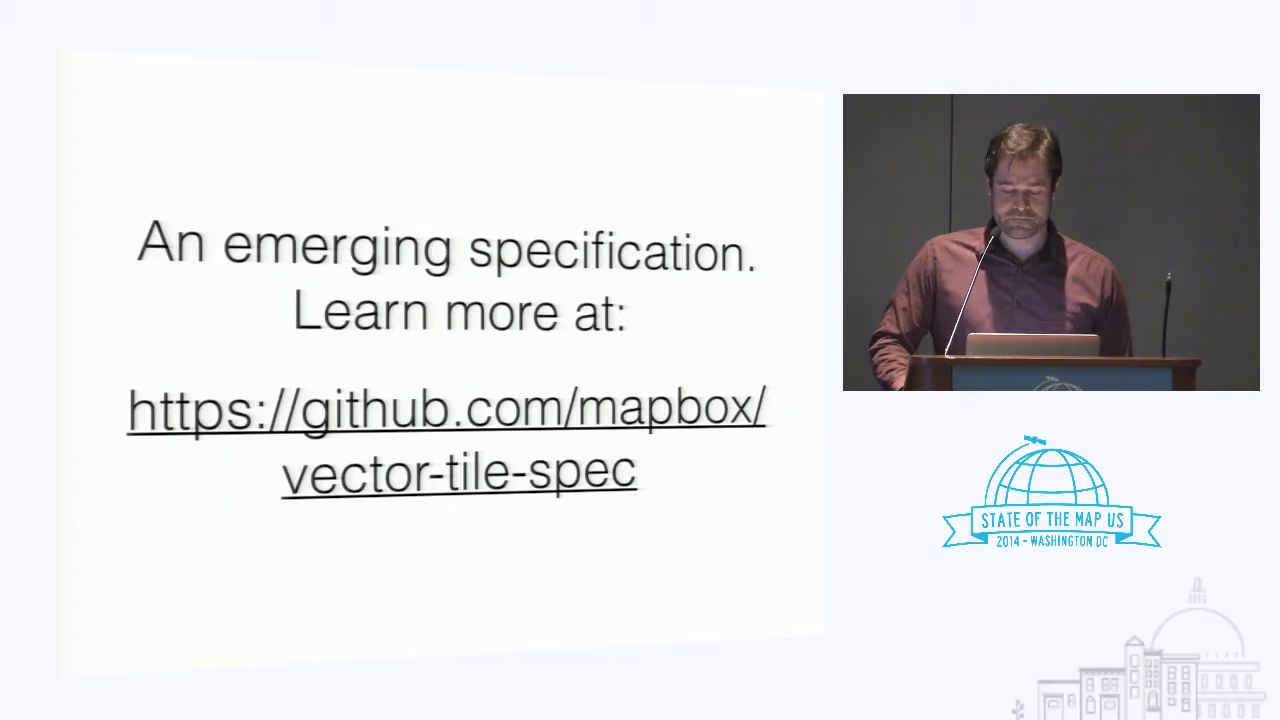 An emerging specification.
Learn more at:
https://github.com/mapbox/
vector-tile-spec
STATE OF THE MAP US
2014 - WASHINGTON DC